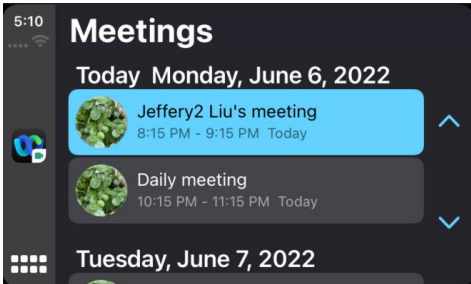 5:10
Meetings
Today Monday, June 6, 2022
Jeffery2 Liu's meeting
8:15 PM - 9:15 PM Today
Daily meeting
10:15 PM - 11:15 PM Today
Tuesday, June 7, 2022